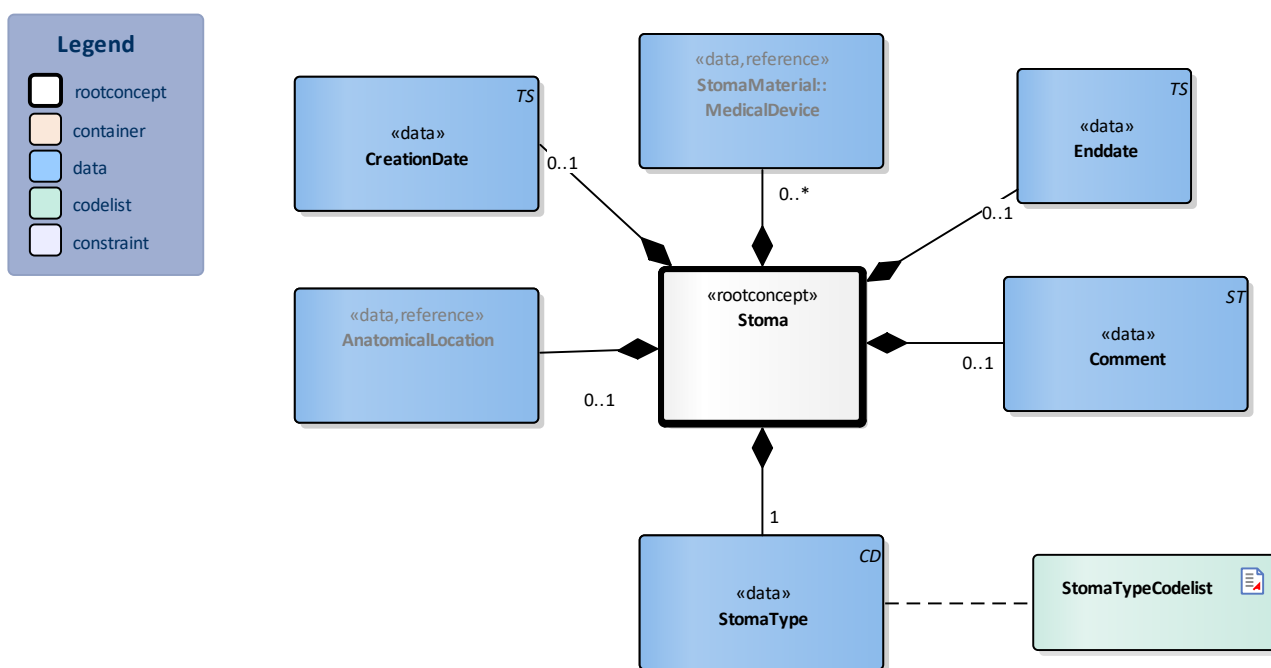 Legend
rootconcept
container
data
codelist
constraint
TS
«data»
CreationDate
0..1
«data,reference»
StomaMaterial::
MedicalDevice
0..*
TS
«data»
Enddate
0..1
«data,reference»
AnatomicalLocation
0..1
«rootconcept»
Stoma
ST
«data»
Comment
0..1
1
CD
«data»
StomaType
StomaTypeCodelist